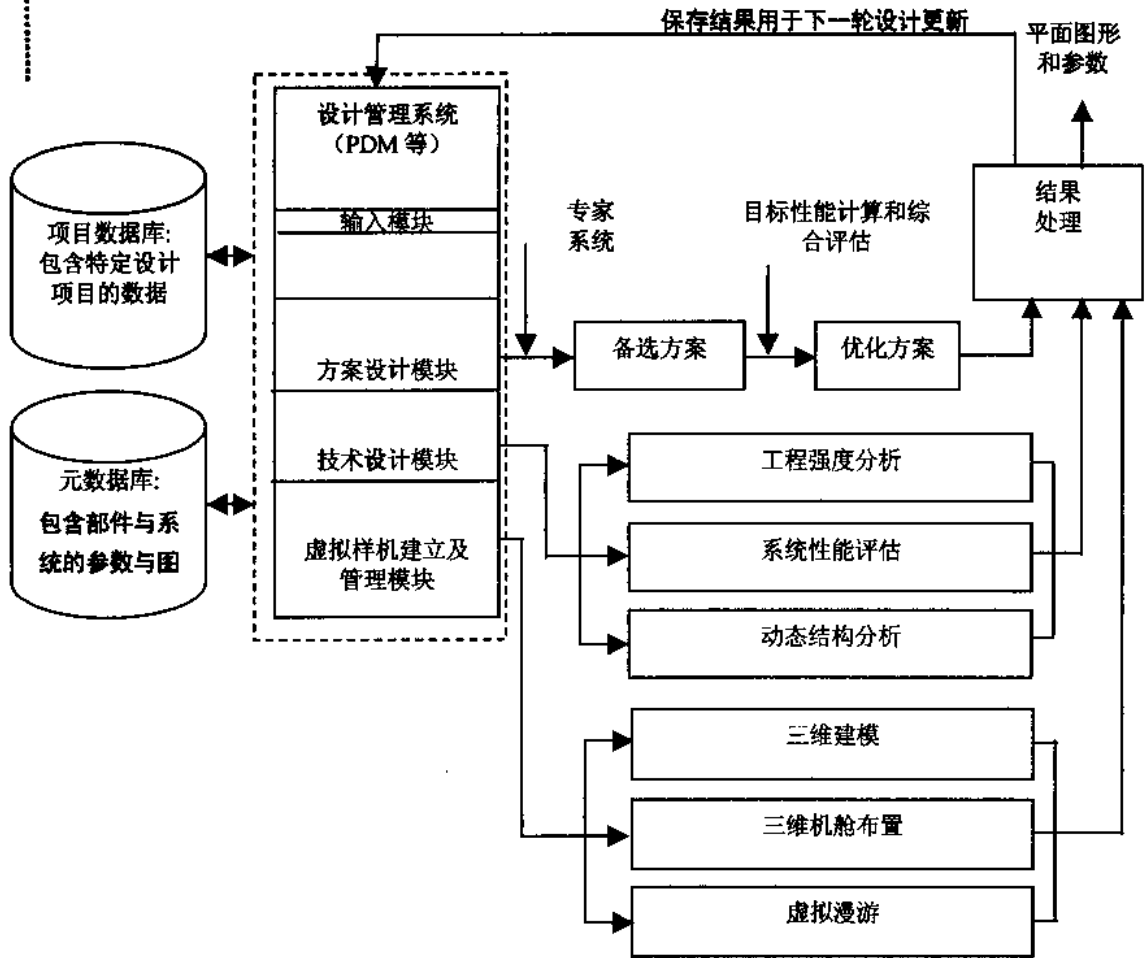 保存结果用于下一轮设计更新
平面图形
和参数
设计管理系统
（PDM 等）
输入模块
方案设计模块
技术设计模块
虚拟样机建立及
管理模块
项目数据库:
包含特定设计
项目的数据
元数据库:
包含部件与系
统的参数与图
专家
系统
目标性能计算和综
合评估
结果
处理
备选方案
优化方案
工程强度分析
系统性能评估
动态结构分析
三维建模
三维机舱布置
虚拟漫游